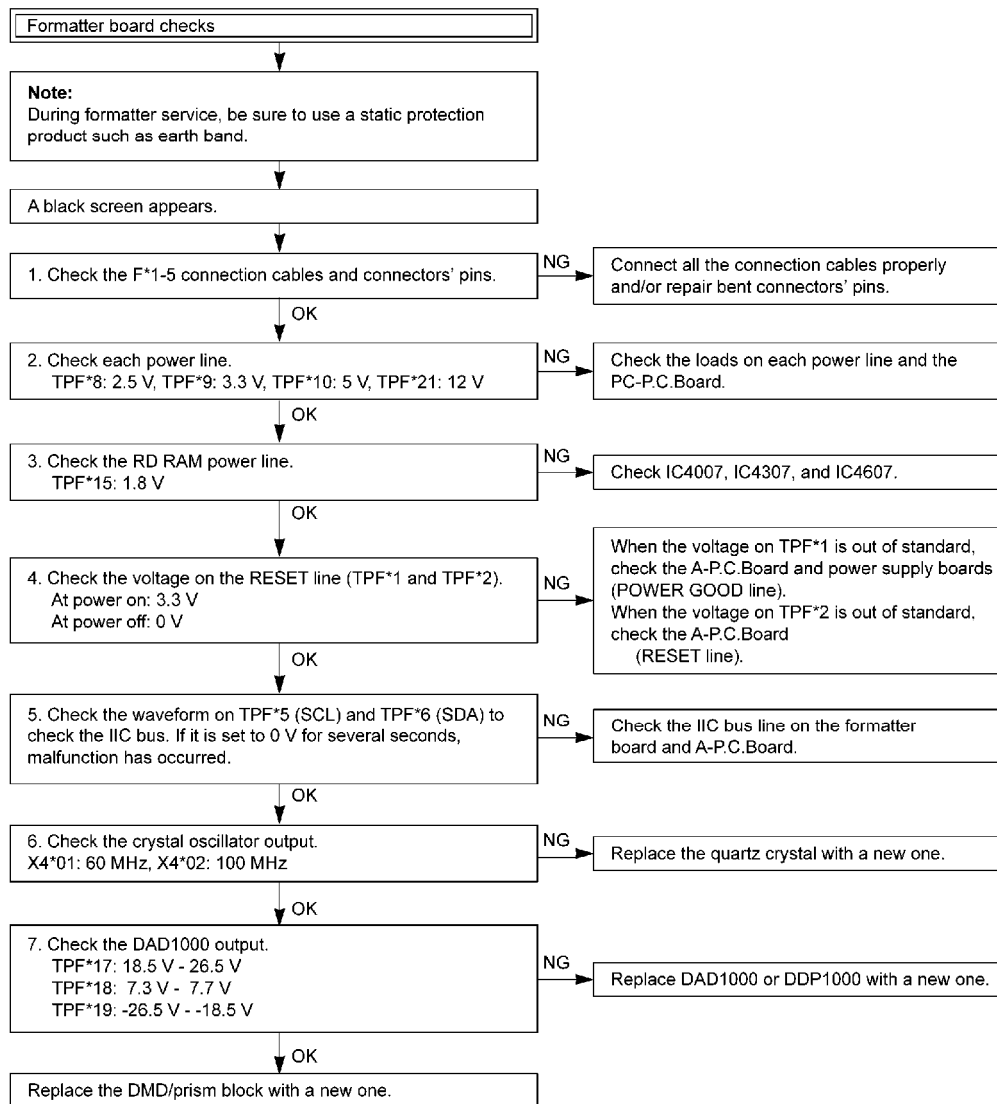 Formatter board checks
Note:
During formatter service, be sure to use a static protection
product such as earth band.
A black screen appears.
1. Check the F*1-5 connection cables and connectors' pins.
NG
Connect all the connection cables properly
and/or repair bent connectors' pins.
OK
2. Check each power line.
TPF*8: 2.5 V, TPF*9: 3.3 V, TPF*10: 5 V, TPF*21: 12 V
NG
Check the loads on each power line and the
PC-P.C.Board.
OK
3. Check the RD RAM power line.
TPF*15: 1.8 V
NG
Check IC4007, IC4307, and IC4607.
OK
4. Check the voltage on the RESET line (TPF*1 and TPF*2).
At power on: 3.3 V
At power off: 0 V
NG
When the voltage on TPF*1 is out of standard,
check the A-P.C.Board and power supply boards
(POWER GOOD line).
When the voltage on TPF*2 is out of standard,
check the A-P.C.Board
(RESET line).
OK
5. Check the waveform on TPF*5 (SCL) and TPF*6 (SDA) to
check the IIC bus. If it is set to 0 V for several seconds,
malfunction has occurred.
NG
Check the IIC bus line on the formatter
board and A-P.C.Board.
OK
6. Check the crystal oscillator output.
X4*01: 60 MHz, X4*02: 100 MHz
NG
Replace the quartz crystal with a new one.
OK
7. Check the DAD1000 output.
TPF*17: 18.5 V - 26.5 V
TPF*18: 7.3 V - 7.7 V
TPF*19: -26.5 V - -18.5 V
NG
Replace DAD1000 or DDP1000 with a new one.
OK
Replace the DMD/prism block with a new one.